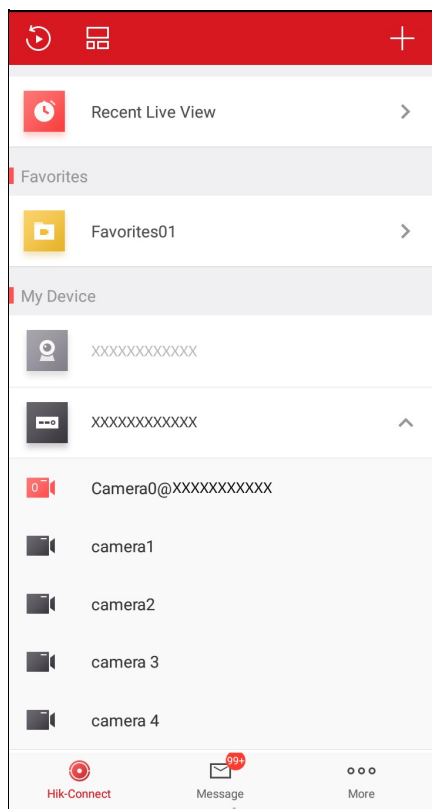 Recent Live View
Favorites
Favorites01
My Device
XXXXXXXXXXXX
XXXXXXXXXXXX
0
Camera0@XXXXXXXXXXX
camera1
camera2
camera 3
camera 4
99+
Hik-Connect
Message
More